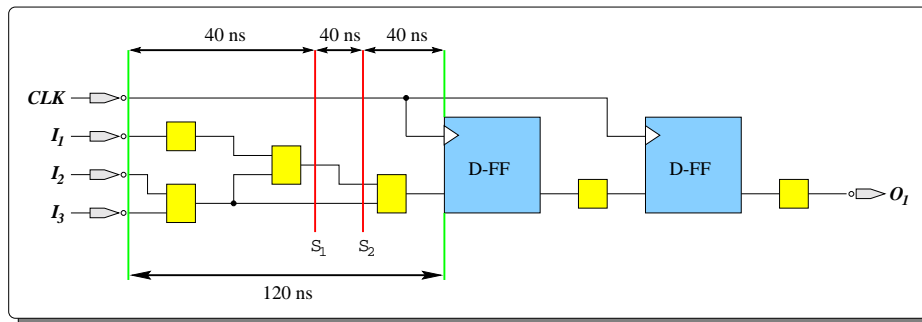 40 ns 40 ns 40 ns
CLK
I1
I2
I3
D-FF D-FF
O1
S1 S2
120 ns